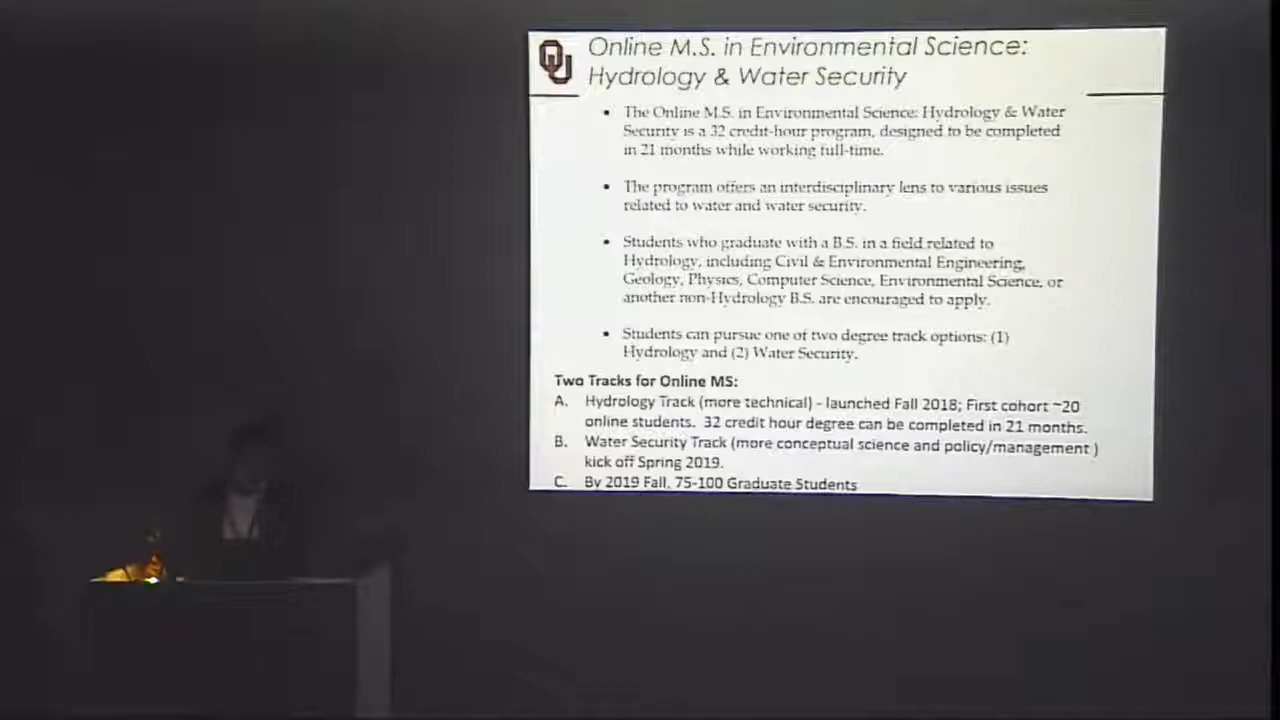 OU
Online M.S. in Environmental Science:
Hydrology & Water Security
• The Online M.S. in Environmental Science: Hydrology & Water
Security is a 32 credit-hour program, designed to be completed
in 21 months while working full-time.
• The program offers an interdisciplinary lens to various issues
related to water and water security.
• Students who graduate with a B.S. in a field related to
Hydrology, including Civil & Environmental Engineering,
Geology, Physics, Computer Science, Environmental Science, or
another non-Hydrology B.S. are encouraged to apply.
• Students can pursue one of two degree track options: (1)
Hydrology and (2) Water Security.
Two Tracks for Online MS:
A. Hydrology Track (more technical) - launched Fall 2018; First cohort ~20
online students. 32 credit hour degree can be completed in 21 months.
B. Water Security Track (more conceptual science and policy/management )
kick off Spring 2019.
C. By 2019 Fall, 75-100 Graduate Students